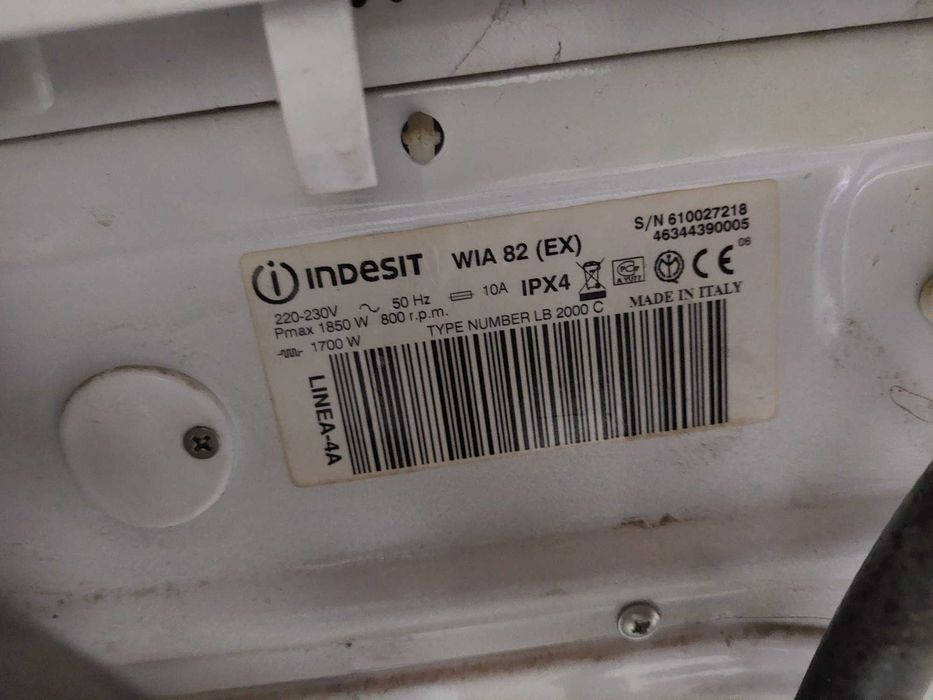 INDESIT WIA 82 (EX)
S/N 610027218
46344390005
220-230V ~ 50 Hz 10A IPX4
06
Pmax 1850 W 800 r.p.m.
1700 W
TYPE NUMBER LB 2000 C
MADE IN ITALY
LINEA-4A